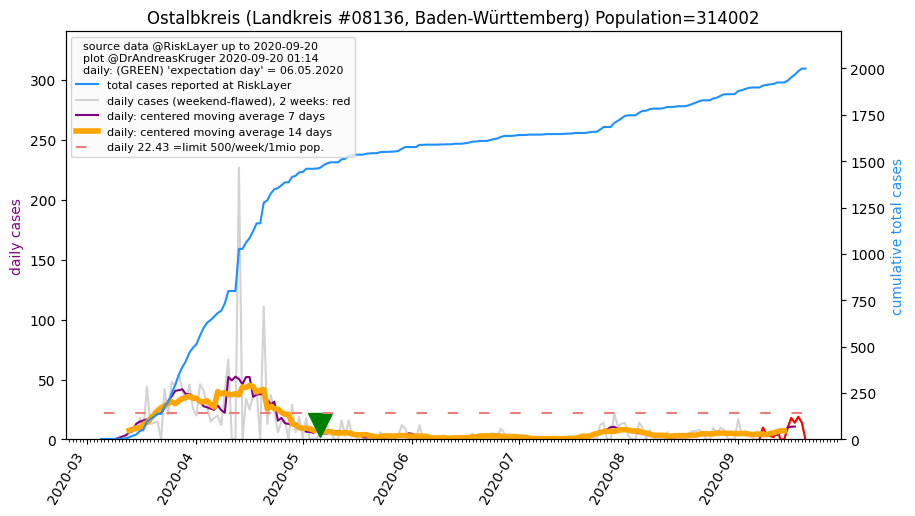 Ostalbkreis (Landkreis #08136, Baden-Württemberg) Population=314002
source data @RiskLayer up to 2020-09-20
plot @DrAndreasKruger 2020-09-20 01:14
daily: (GREEN) 'expectation day' = 06.05.2020
total cases reported at RiskLayer
daily cases (weekend-flawed), 2 weeks: red
daily: centered moving average 7 days
daily: centered moving average 14 days
daily 22.43 =limit 500/week/1mio pop.
daily cases
300
250
200
150
100
50
0
2020-03
2020-04
2020-05
2020-06
2020-07
2020-08
2020-09
2000
1750
1500
1250
1000
750
500
250
0
cumulative total cases